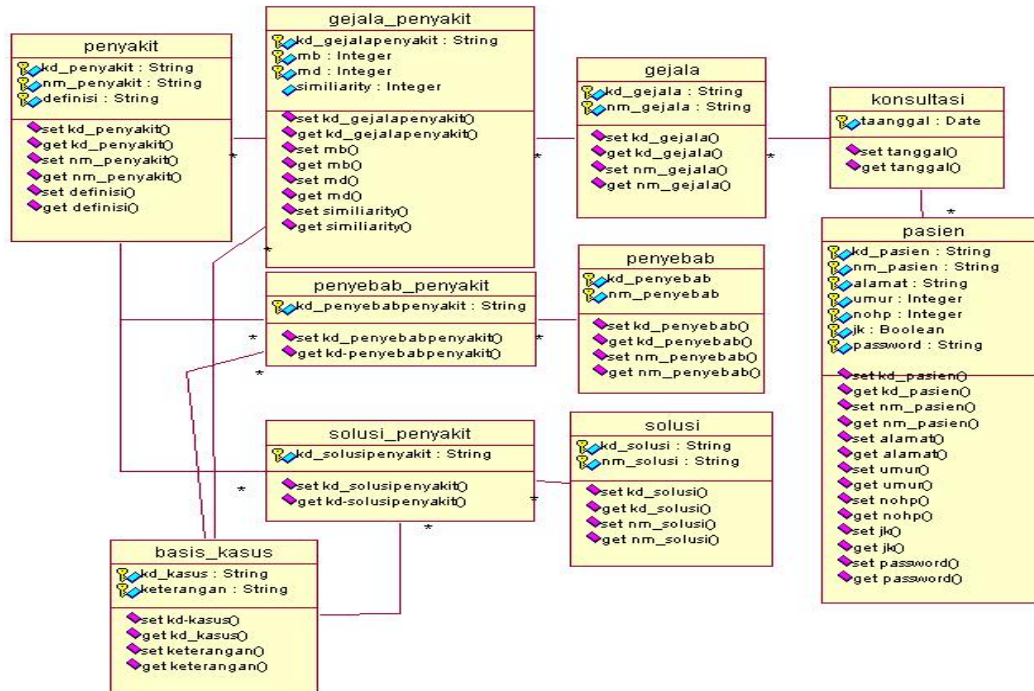 penyakit
kd_penyakit : String
nm_penyakit : String
definisi : String
set kd_penyakit()
get kd_penyakit()
set nm_penyakit()
get nm_penyakit()
set definisi()
get definisi()
*
gejala_penyakit
kd_gejalapenyakit : String
mb : Integer
md : Integer
similiarity : Integer
set kd_gejalapenyakit()
get kd_gejalapenyakit()
set mb()
get mb()
set md()
get md()
set similiarity()
get similiarity()
*
*
gejala
kd_gejala : String
nm_gejala : String
set kd_gejala()
get kd_gejala()
set nm_gejala()
get nm_gejala()
*
konsultasi
taanggal : Date
set tanggal()
get tanggal()
*
pasien
kd_pasien : String
nm_pasien : String
alamat : String
umur : Integer
nohp : Integer
jk : Boolean
password : String
set kd_pasien()
get kd_pasien()
set nm_pasien()
get nm_pasien()
set alamat()
get alamat()
set umur()
get umur()
set nohp()
get nohp()
set jk()
get jk()
set password()
get password()
penyebab_penyakit
kd_penyebabpenyakit : String
set kd_penyebabpenyakit()
get kd-penyebabpenyakit()
*
*
*
penyebab
kd_penyebab
nm_penyebab
set kd_penyebab()
get kd_penyebab()
set nm_penyebab()
get nm_penyebab()
solusi_penyakit
kd_solusipenyakit : String
set kd_solusipenyakit()
get kd-solusipenyakit()
*
*
*
solusi
kd_solusi : String
nm_solusi : String
set kd_solusi()
get kd_solusi()
set nm_solusi()
get nm_solusi()
basis_kasus
kd_kasus : String
keterangan : String
set kd-kasus()
get kd_kasus()
set keterangan()
get keterangan()